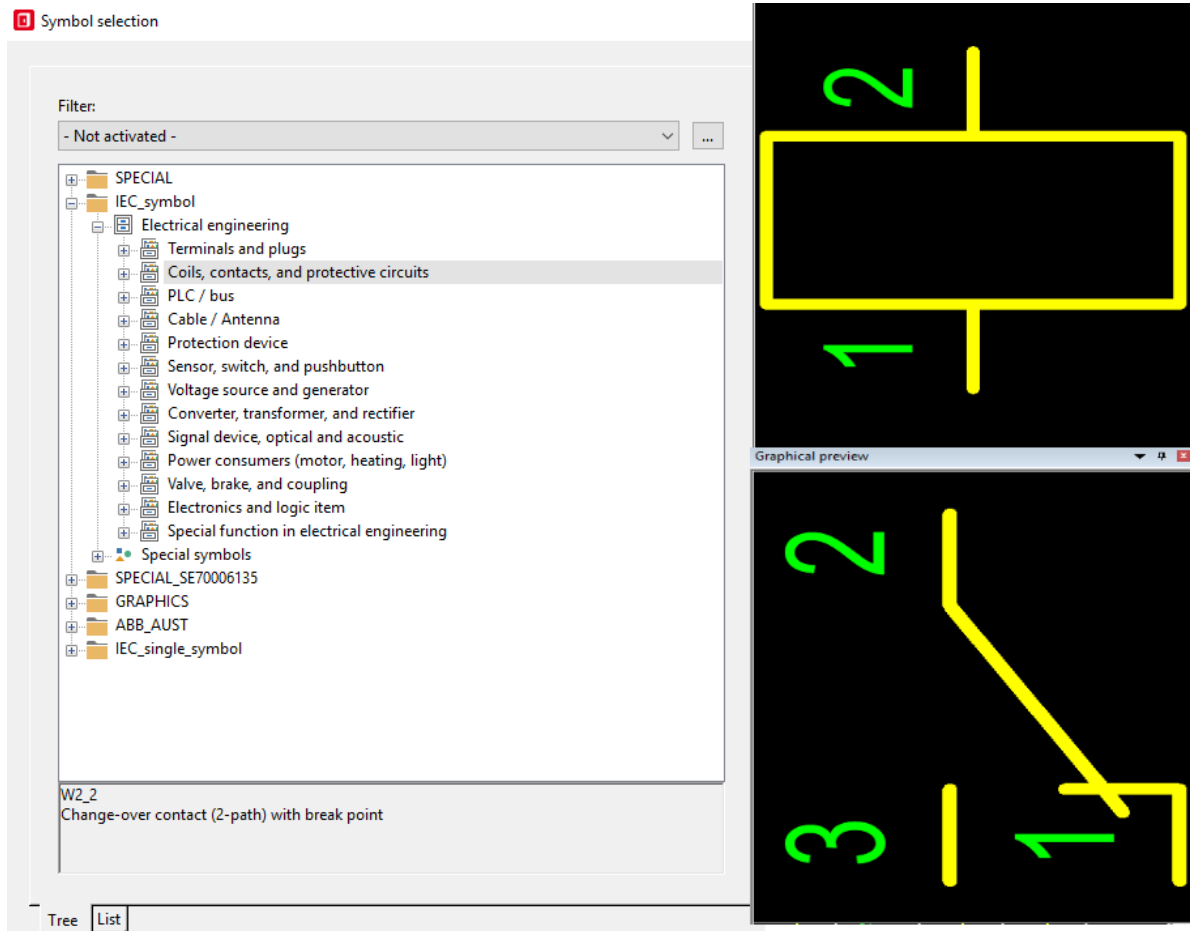 Symbol selection
Filter:
- Not activated -
...
SPECIAL
IEC_symbol
Electrical engineering
Terminals and plugs
Coils, contacts, and protective circuits
PLC / bus
Cable / Antenna
Protection device
Sensor, switch, and pushbutton
Voltage source and generator
Converter, transformer, and rectifier
Signal device, optical and acoustic
Power consumers (motor, heating, light)
Valve, brake, and coupling
Electronics and logic item
Special function in electrical engineering
Special symbols
SPECIAL_SE70006135
GRAPHICS
ABB_AUST
IEC_single_symbol
W2_2
Change-over contact (2-path) with break point
Tree List
2
1
Graphical preview
2
3 1